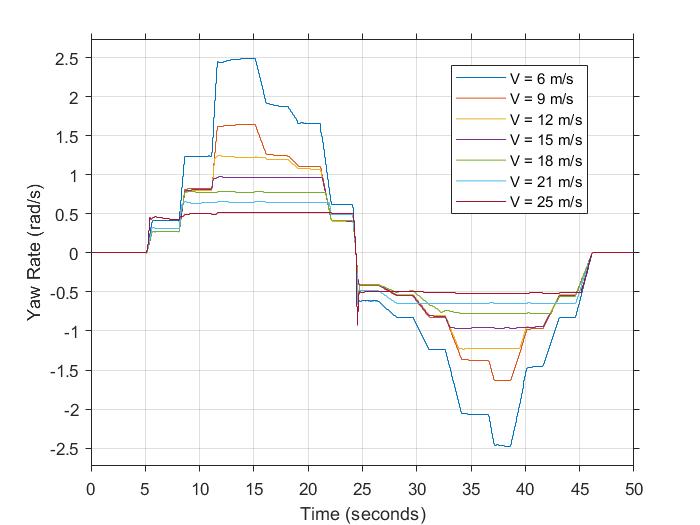 2.5
2
1.5
1
0.5
0
-0.5
-1
-1.5
-2
-2.5
Yaw Rate (rad/s)
V = 6 m/s
V = 9 m/s
V = 12 m/s
V = 15 m/s
V = 18 m/s
V = 21 m/s
V = 25 m/s
0 5 10 15 20 25 30 35 40 45 50
Time (seconds)